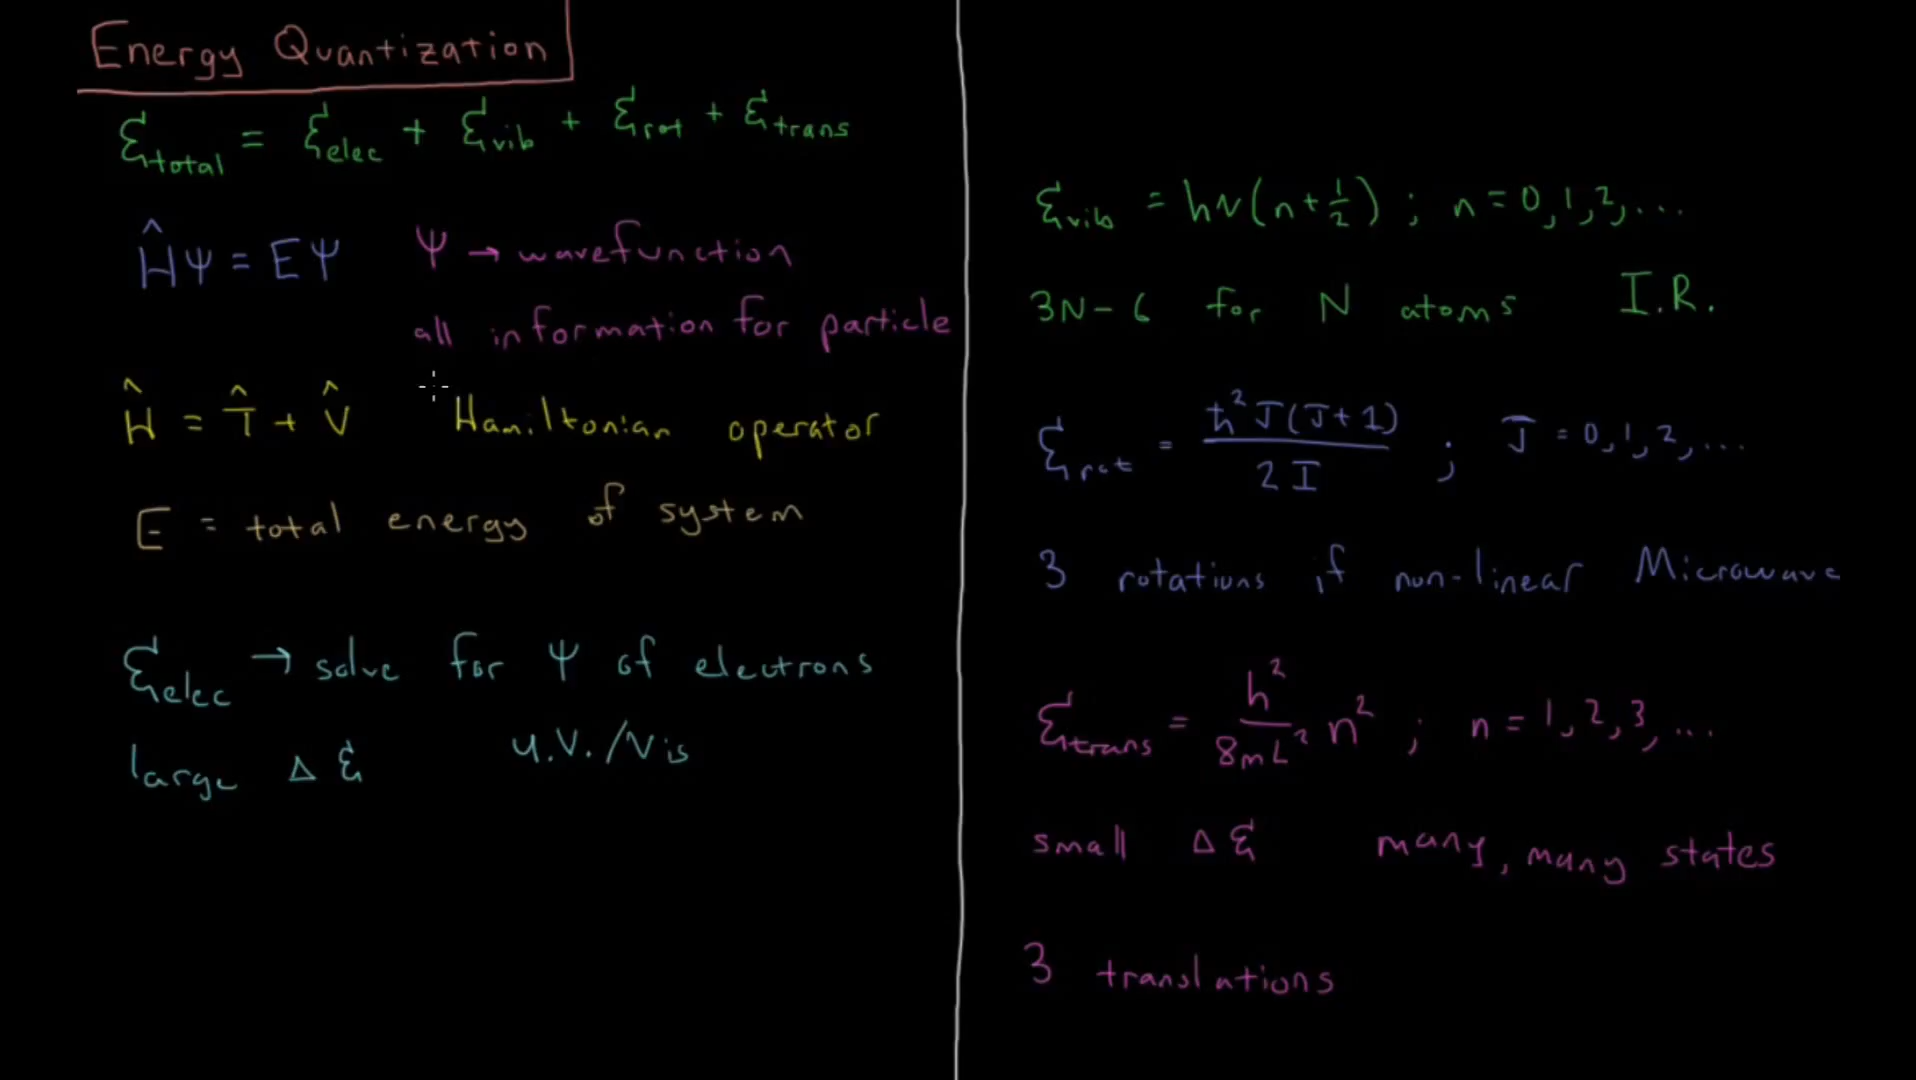 Energy Quantization
ℰtotal = ℰelec + ℰvib + ℰrot + ℰtrans
ĤΨ = EΨ   Ψ → wavefunction
all information for particle
Ĥ = T̂ + V̂   Hamiltonian operator
E = total energy of system
ℰelec → solve for Ψ of electrons
large Δℰ   U.V./Vis
ℰvib = hν(n+½) ; n = 0, 1, 2, ...
3N - 6 for N atoms   I.R.
ℰrot = ħ²J(J+1) / 2I ; J = 0, 1, 2, ...
3 rotations if non-linear Microwave
ℰtrans = h²/8mL² n² ; n = 1, 2, 3, ...
small Δℰ   many, many states
3 translations